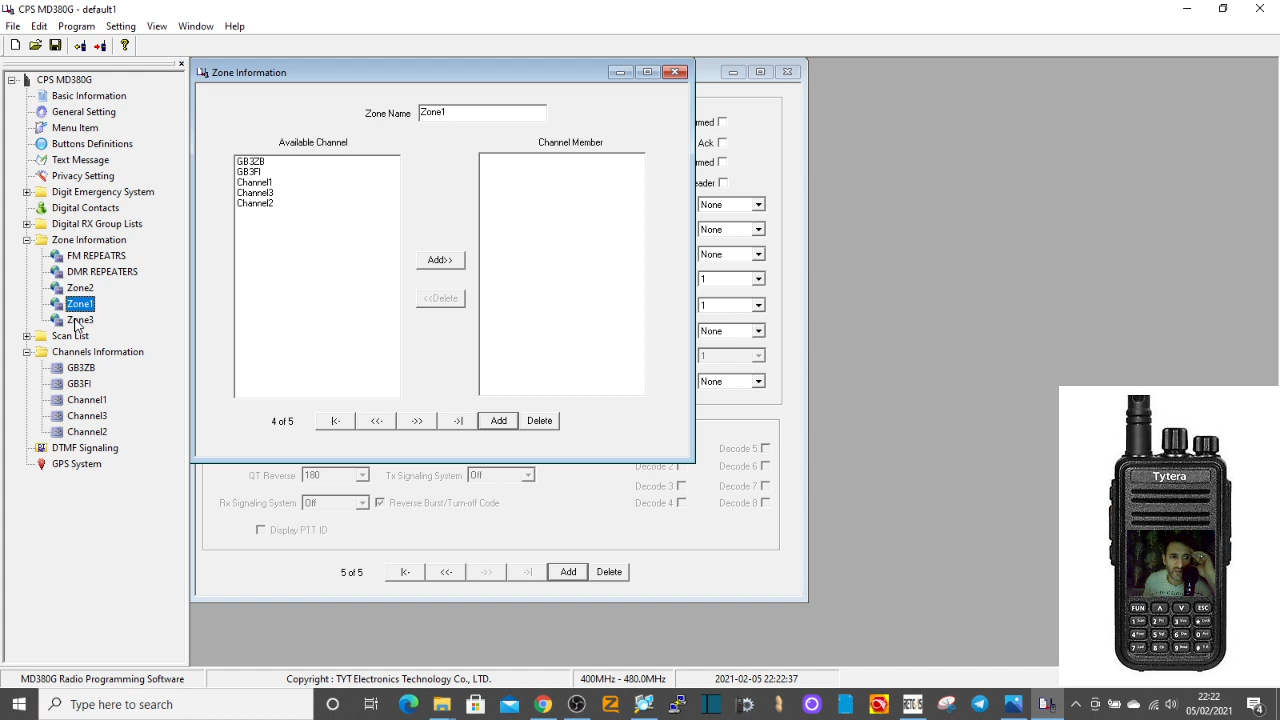 CPS MD380G - default1
File Edit Program Setting View Window Help
CPS MD380G
Basic Information
General Setting
Menu Item
Buttons Definitions
Text Message
Privacy Setting
Digit Emergency System
Digital Contacts
Digital RX Group Lists
Zone Information
FM REPEATRS
DMR REPEATERS
Zone2
Zone1
Zone3
Scan List
Channels Information
GB3ZB
GB3FI
Channel1
Channel3
Channel2
DTMF Signaling
GPS System
Zone Information
Zone Name Zone1
Available Channel Channel Member
GB3ZB
GB3FI
Channel1
Channel3
Channel2
Add>>
<<Delete
4 of 5 |<- <<- ->> ->| Add Delete
med
Ack
med
eader
None
None
None
1
1
None
1
None
Decode 5
Decode 6
Decode 3 Decode 7
Decode 4 Decode 8
QT Reverse 180 Tx Signaling
Rx Signaling System Off Reverse Burst/Turn-off Code
Display PTT ID
5 of 5 |<- <<- ->> ->| Add Delete
Tytera
FUN Λ V ESC
MD380G Radio Programming Software Copyright : TYT Electronics Technology Co., LTD. 400MHz - 480.0MHz 2021-02-05 22:22:37
Type here to search
22:22
05/02/2021